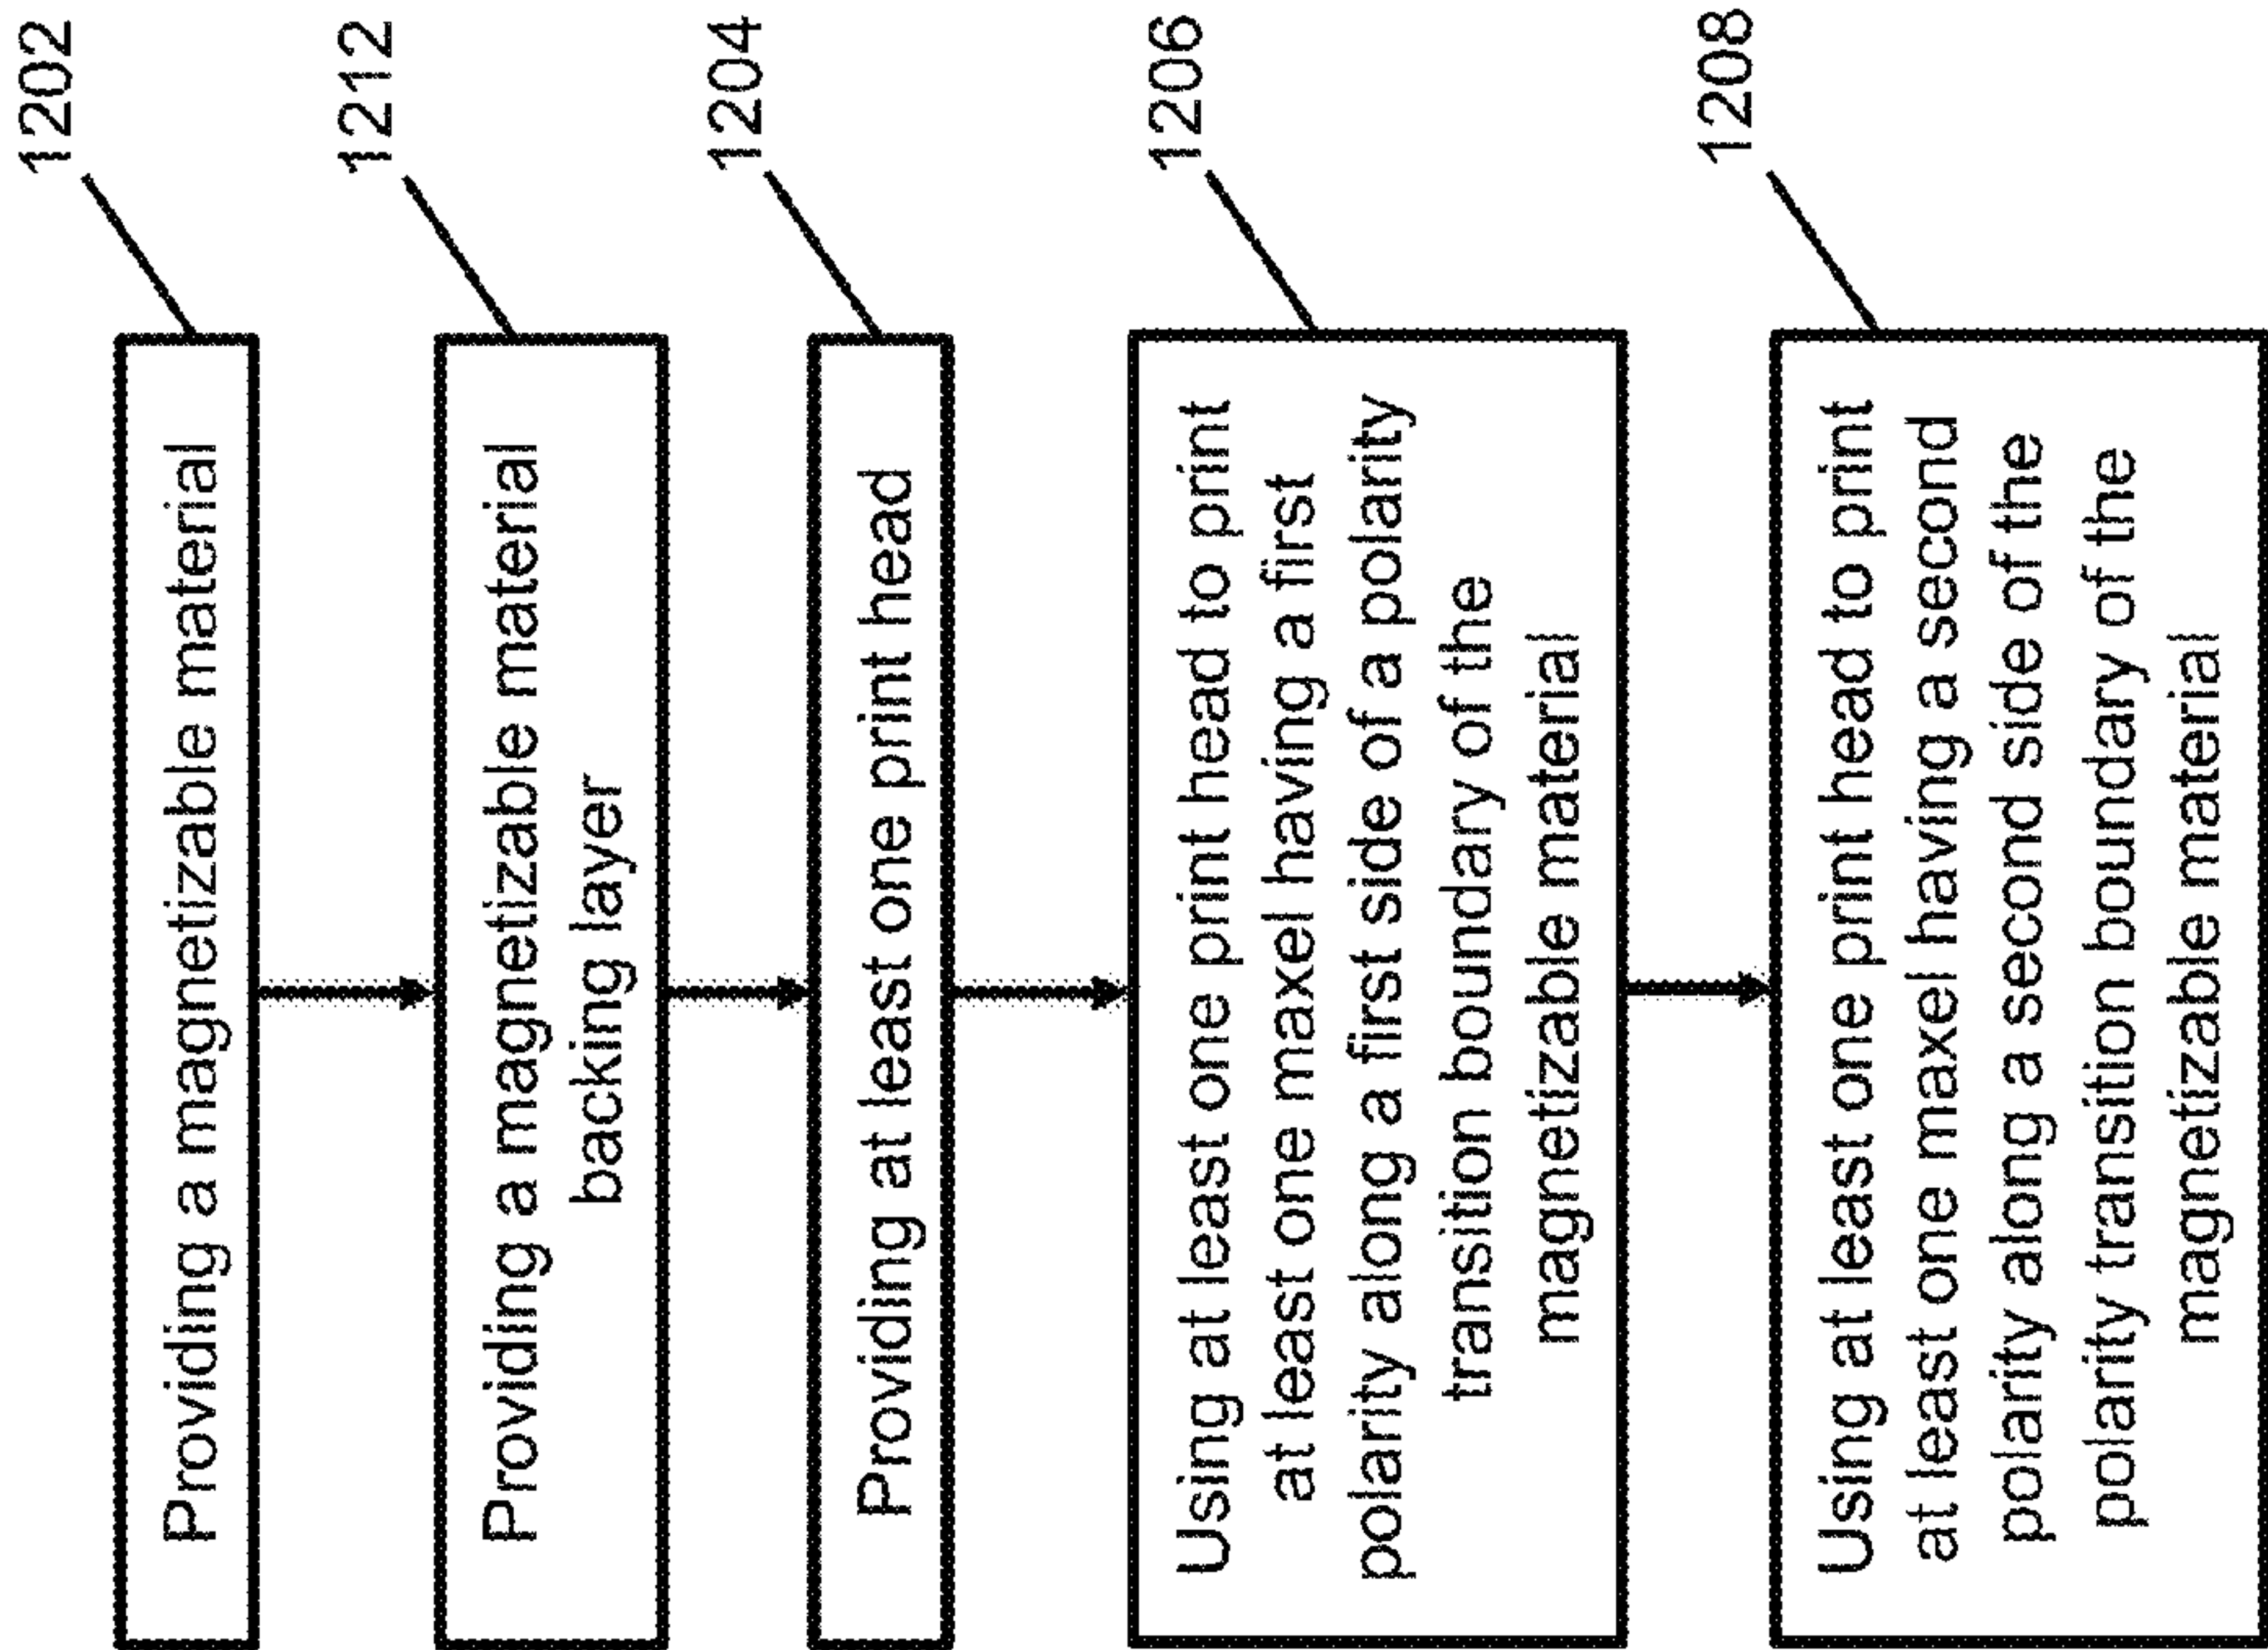 1202
Providing a magnetizable material
1212
Providing a magnetizable material
backing layer
1204
Providing at least one print head
1206
Using at least one print head to print
at least one maxel having a first
polarity along a first side of a polarity
transition boundary of the
magnetizable material
1208
Using at least one print head to print
at least one maxel having a second
polarity along a second side of the
polarity transition boundary of the
magnetizable material